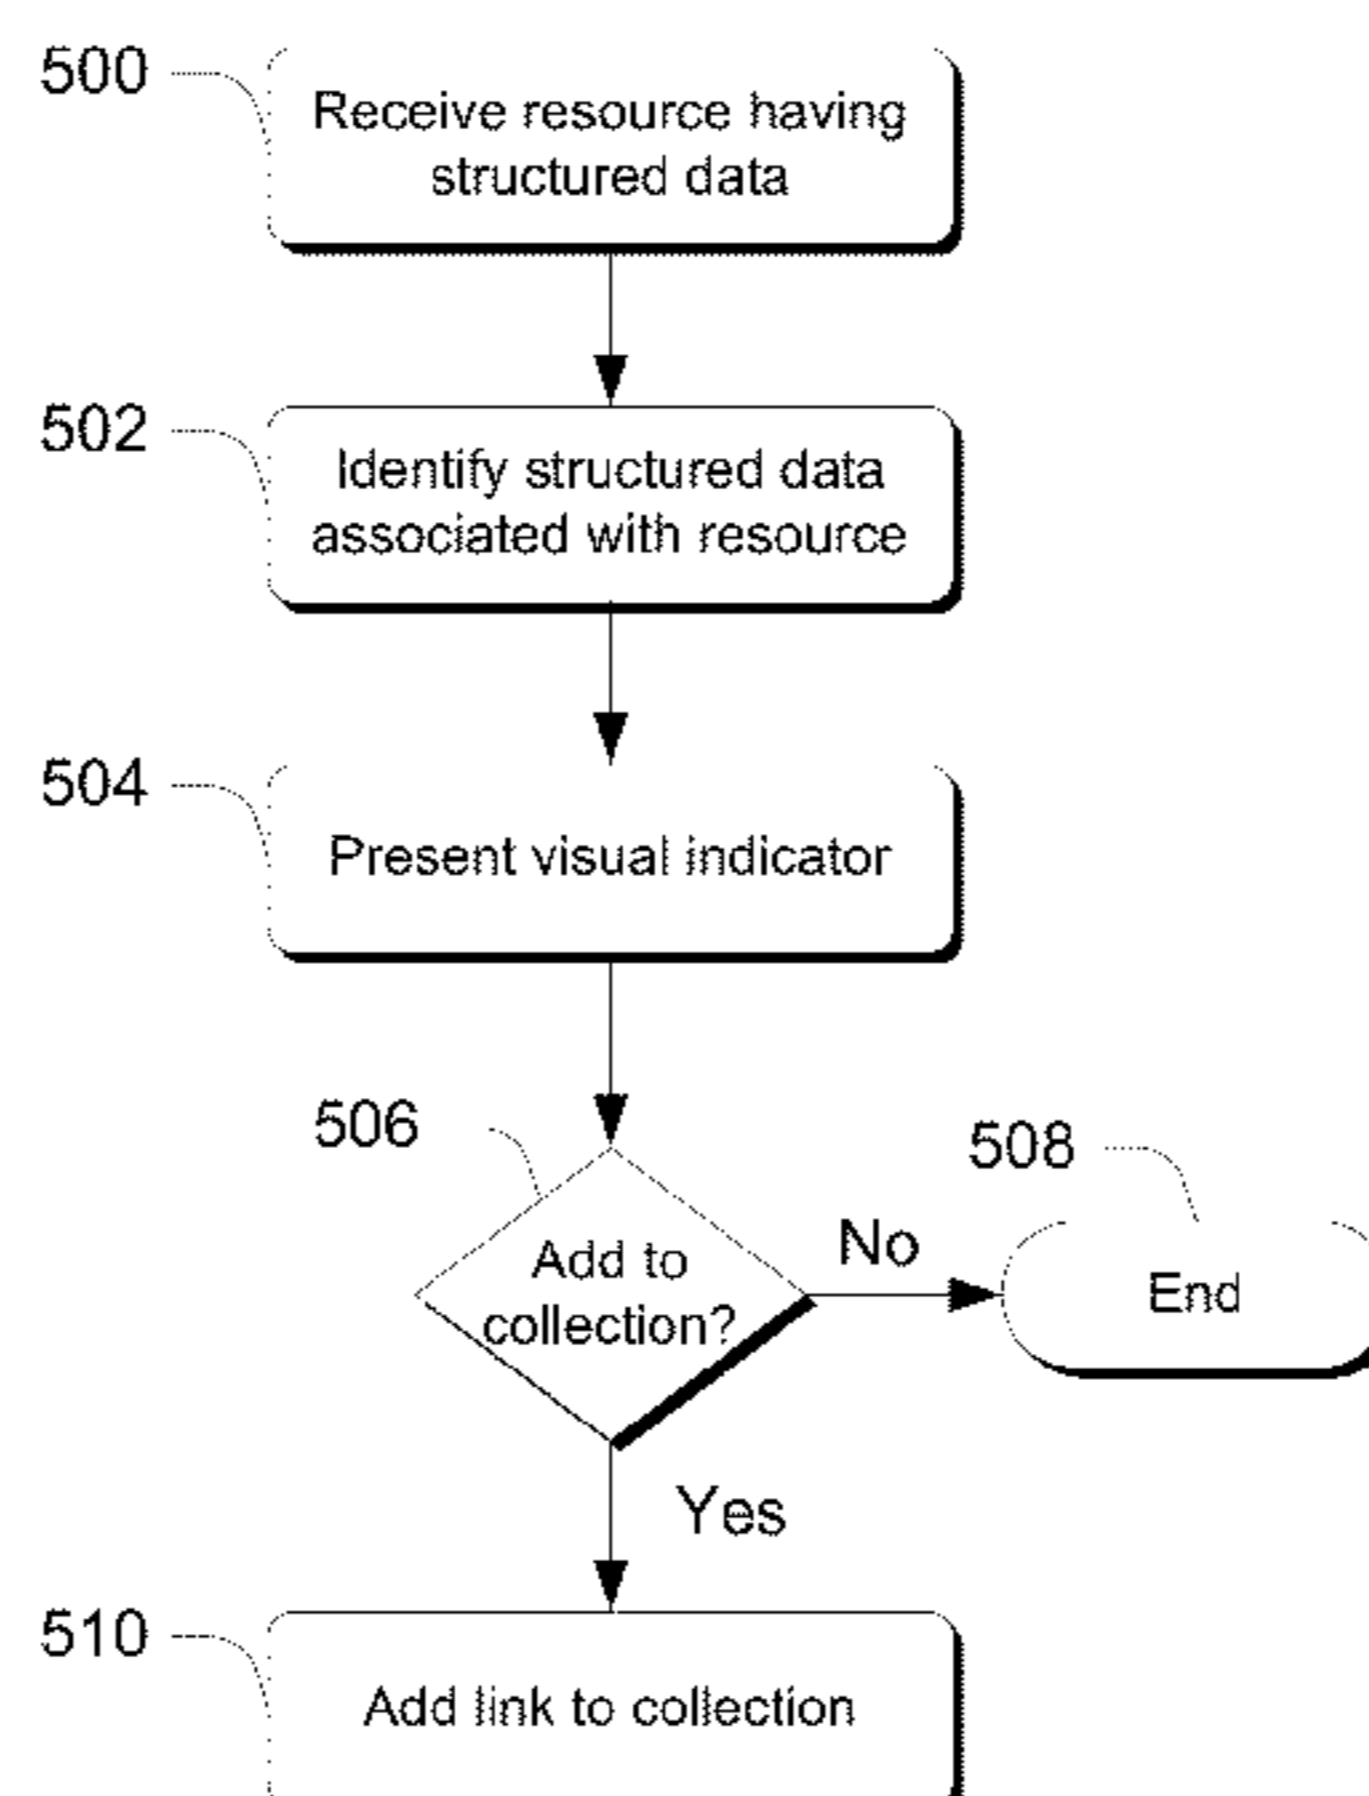 500
Receive resource having
structured data
502
Identify structured data
associated with resource
504
Present visual indicator
506
Add to
collection?
No
508
End
Yes
510
Add link to collection